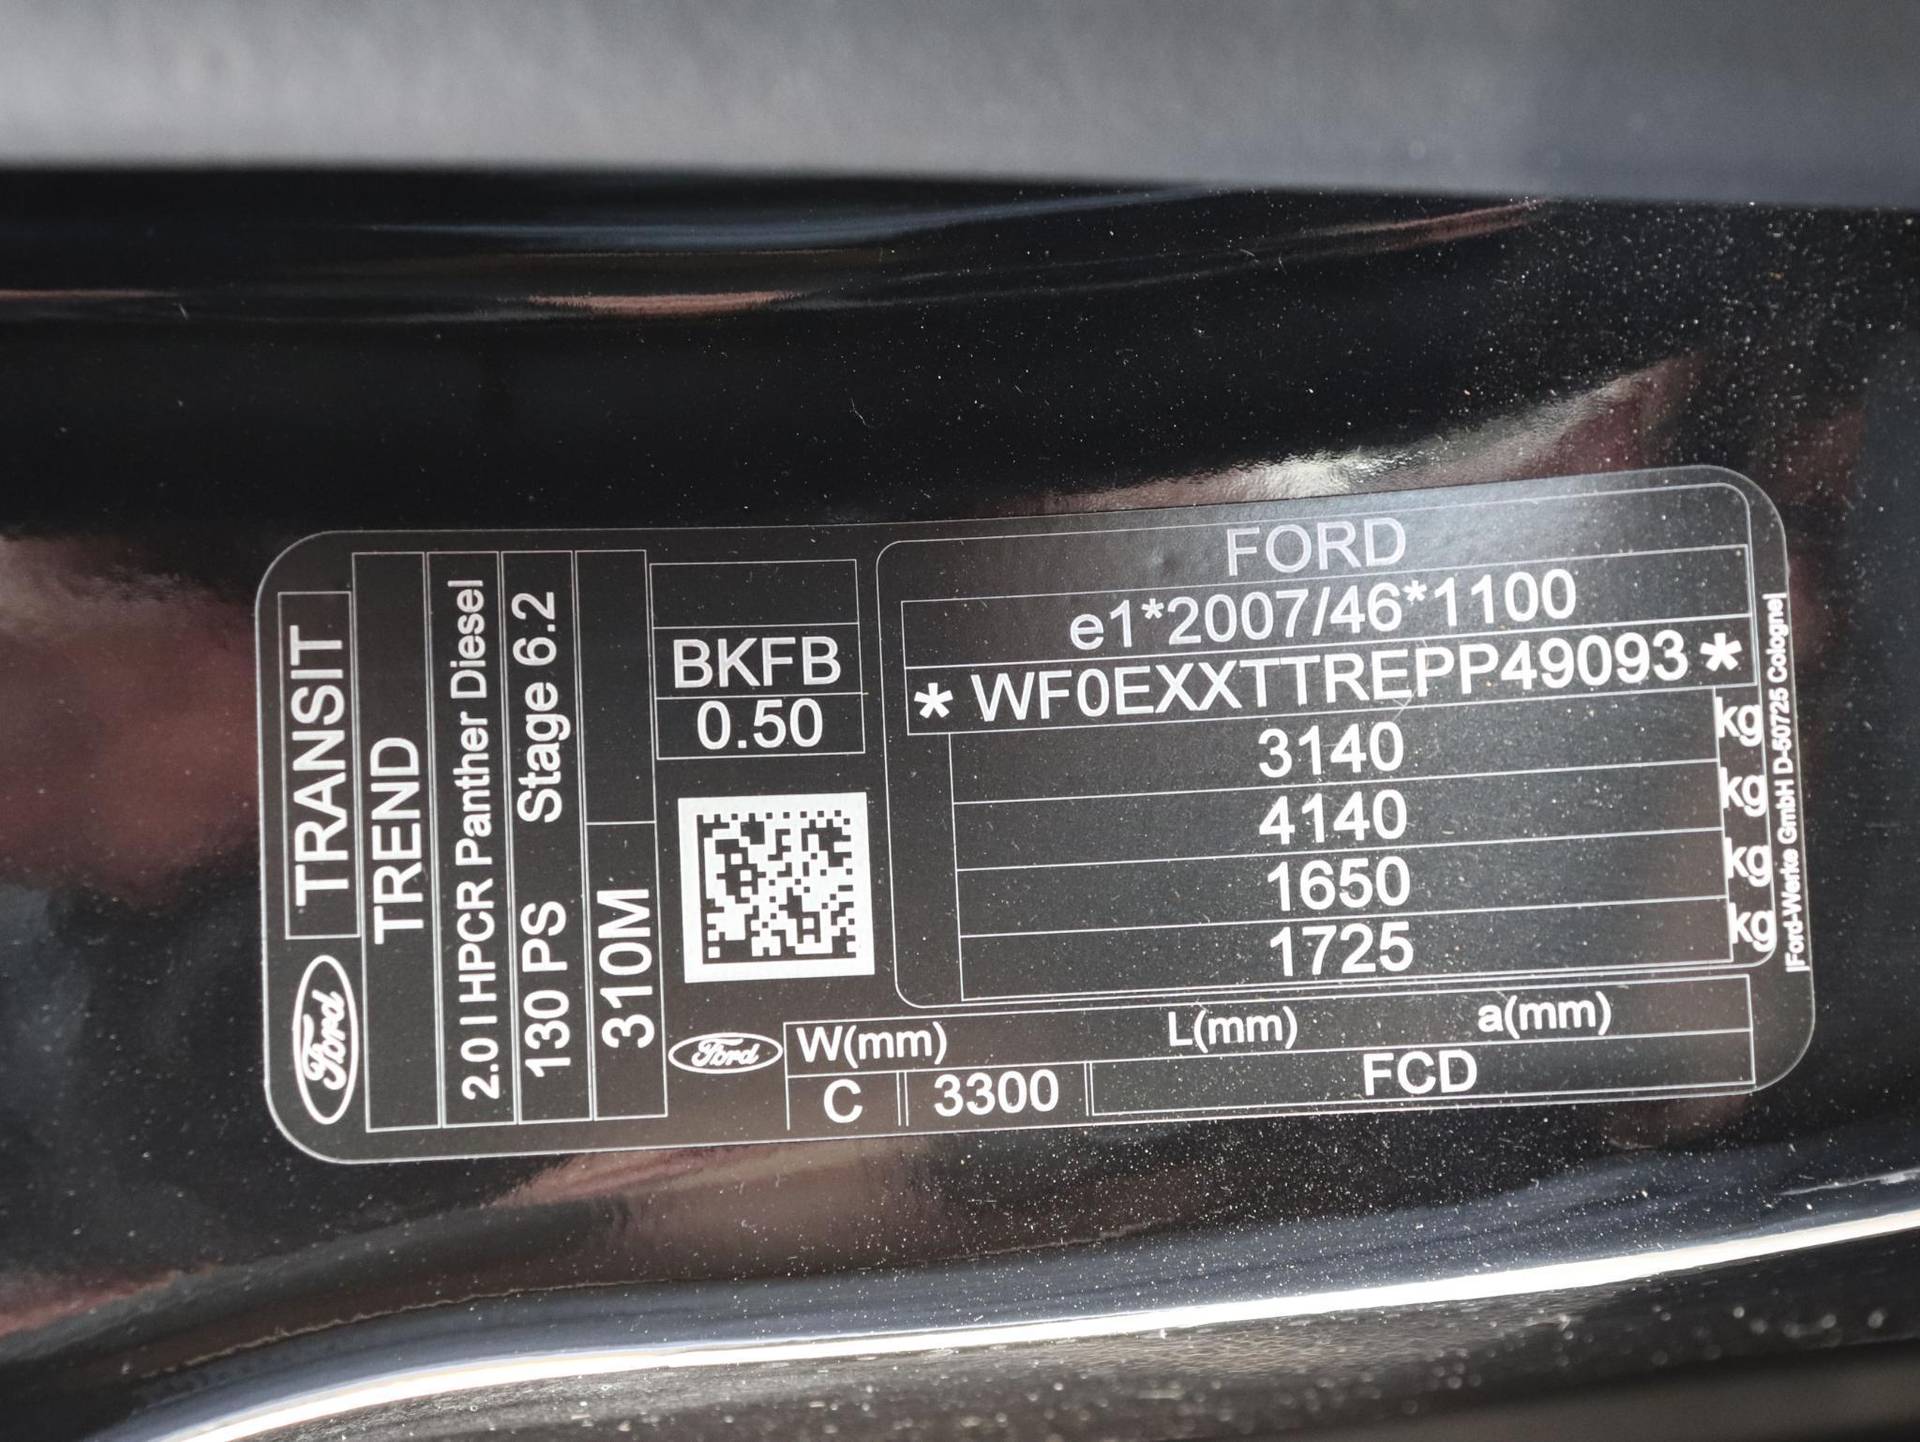 Ford TRANSIT
TREND
2.0 l HPCR Panther Diesel
130 PS Stage 6.2
310M
BKFB
0.50
FORD
e1*2007/46*1100
* WF0EXXTTREPP49093 *
3140 kg
4140 kg
1650 kg
1725 kg
Ford W(mm) L(mm) a(mm)
C 3300 FCD
|Ford-Werke GmbH D-50725 Cologne|